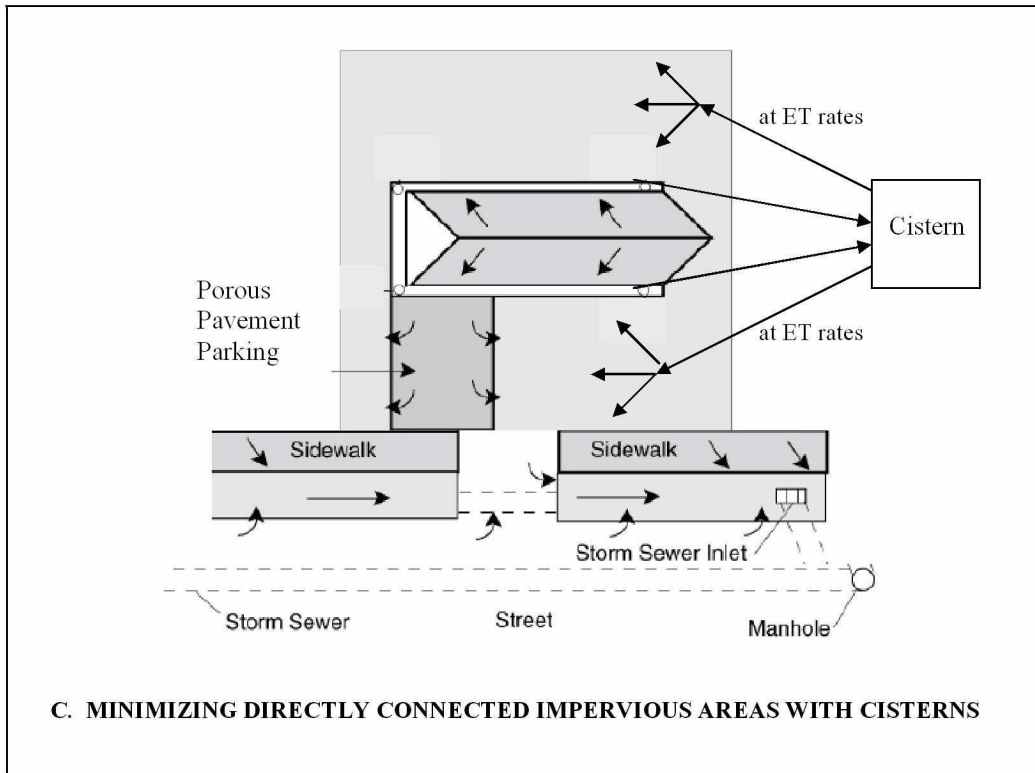 at ET rates
Cistern
Porous
Pavement
Parking
at ET rates
Sidewalk
Sidewalk
Storm Sewer Inlet
Storm Sewer
Street
Manhole
C. MINIMIZING DIRECTLY CONNECTED IMPERVIOUS AREAS WITH CISTERNS